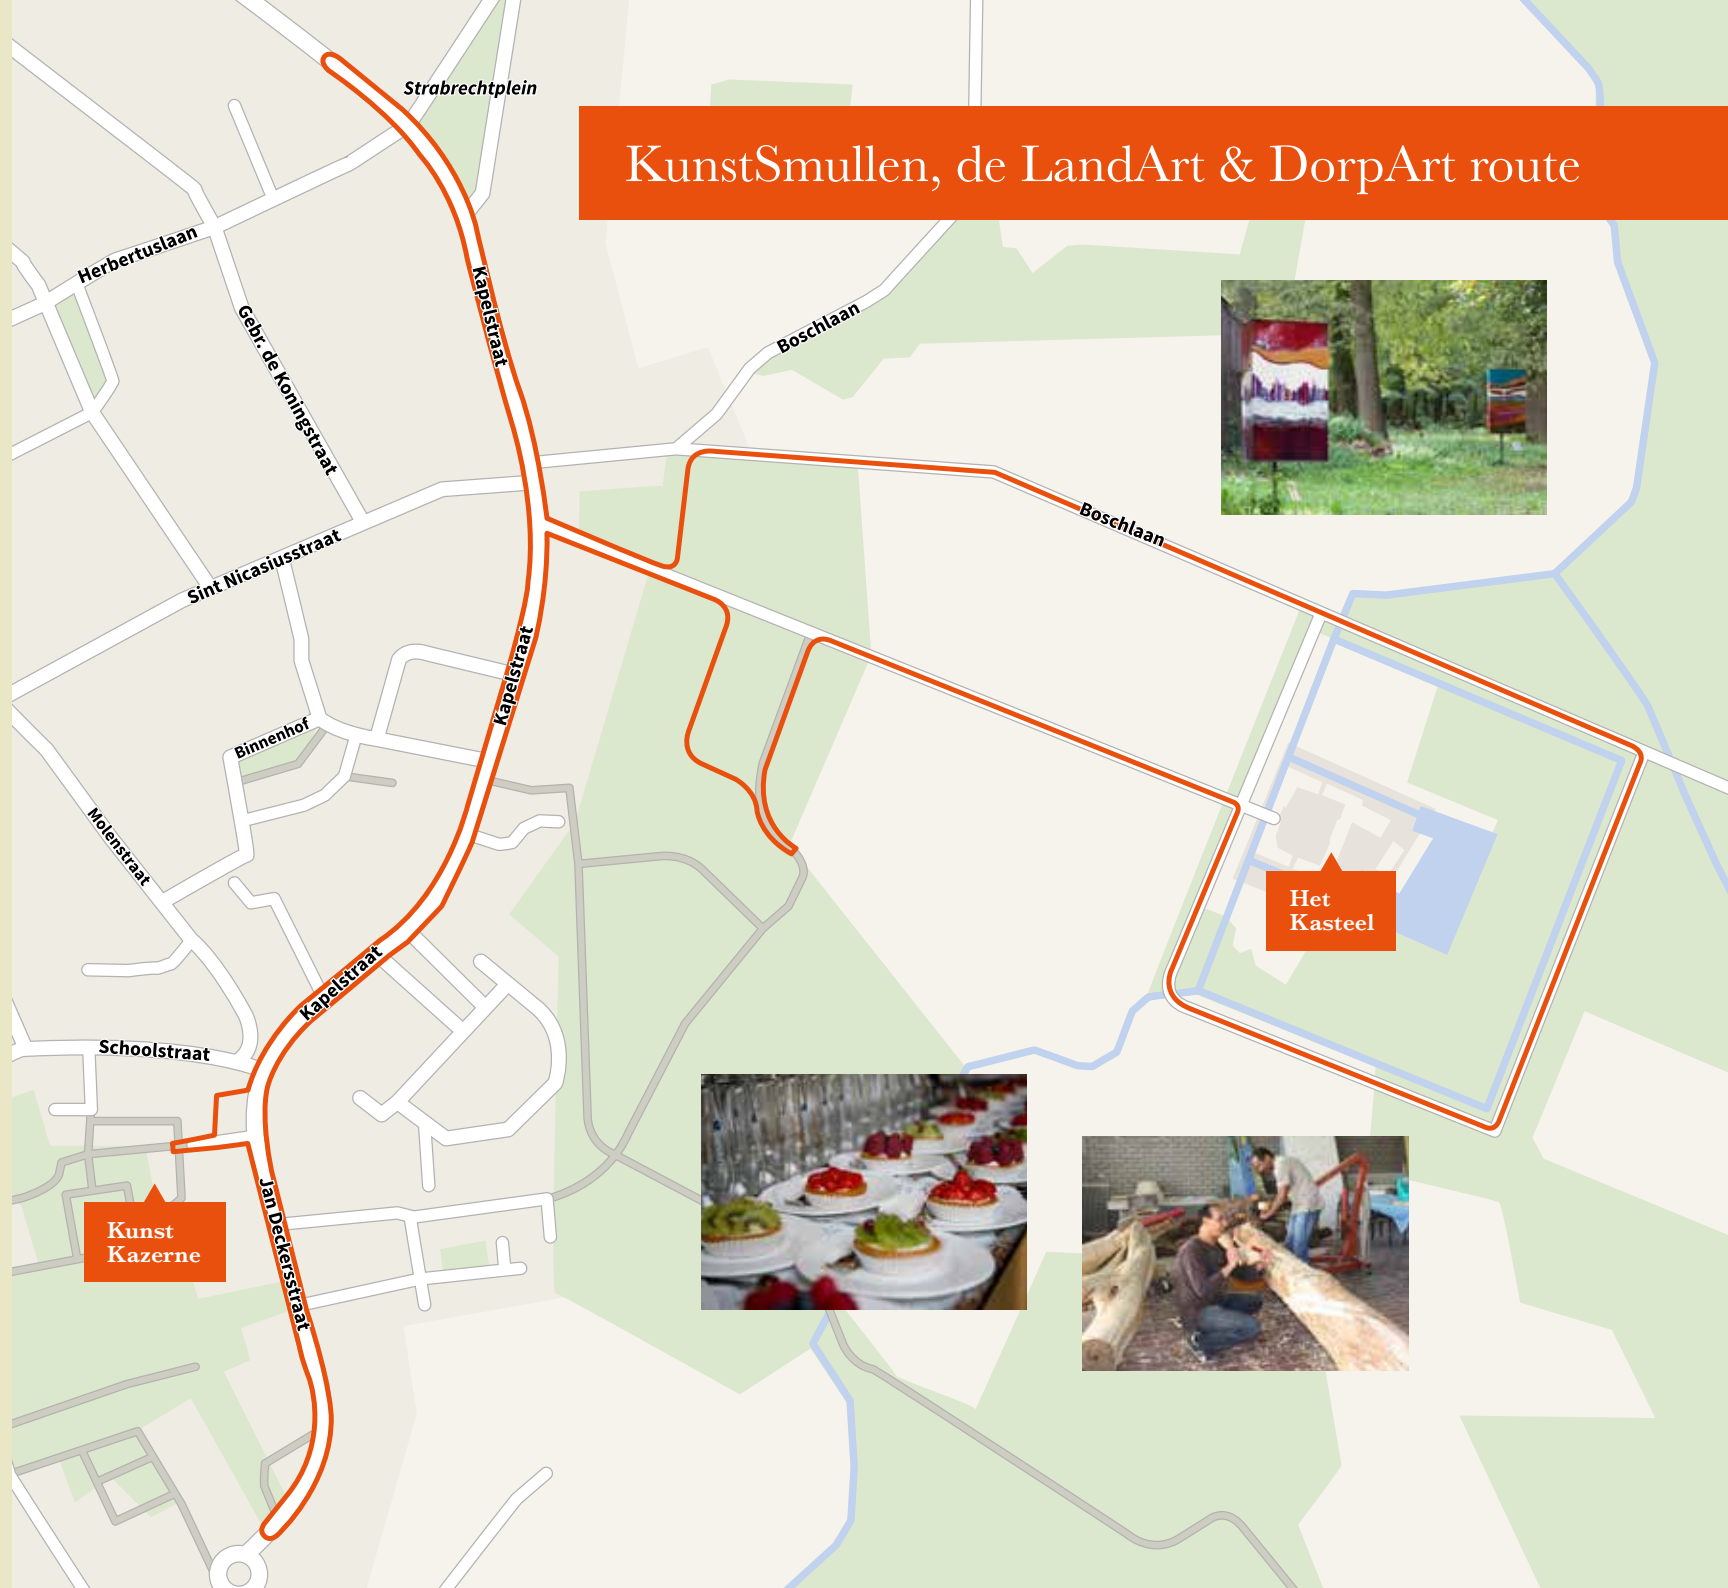 Strabrechtplein
KunstSmullen, de LandArt & DorpArt route
Herbertuslaan
Kapelstraat
Gebr. de Koningstraat
Boschlaan
Boschlaan
Sint Nicasiusstraat
Kapelstraat
Binnenhof
Molenstraat
Het
Kasteel
Kapelstraat
Schoolstraat
Kunst
Kazerne
Jan Deckersstraat